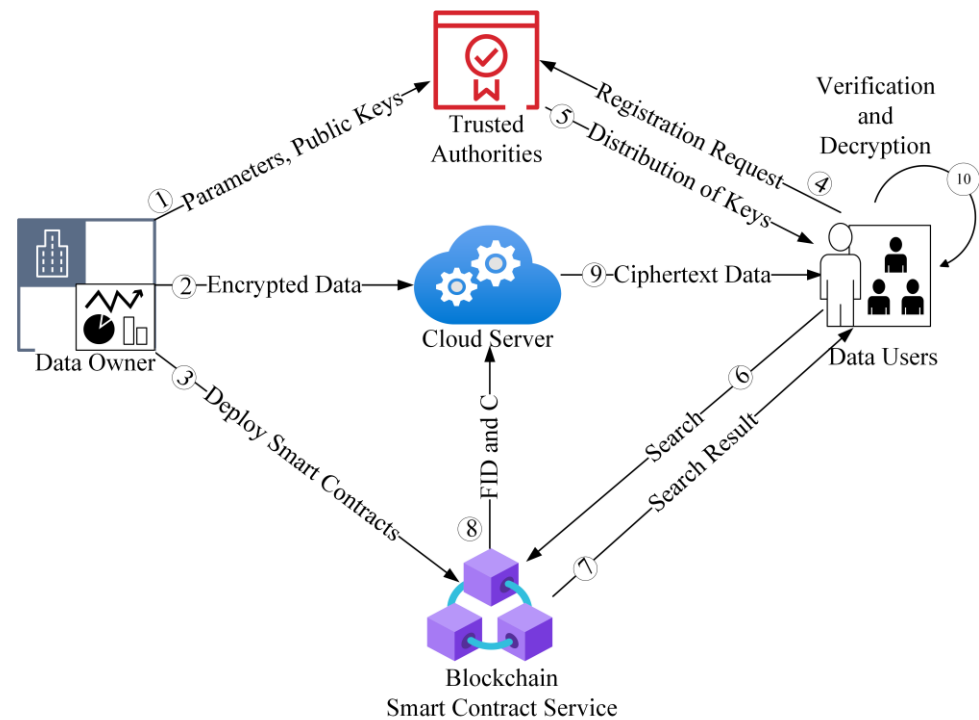 Trusted
Authorities
Verification
and
Decryption
10
① Parameters, Public Keys
④ Registration Request
⑤ Distribution of Keys
② Encrypted Data
⑨ Ciphertext Data
Cloud Server
Data Owner
Data Users
③ Deploy Smart Contracts
⑧ FID and C
⑥ Search
⑦ Search Result
Blockchain
Smart Contract Service